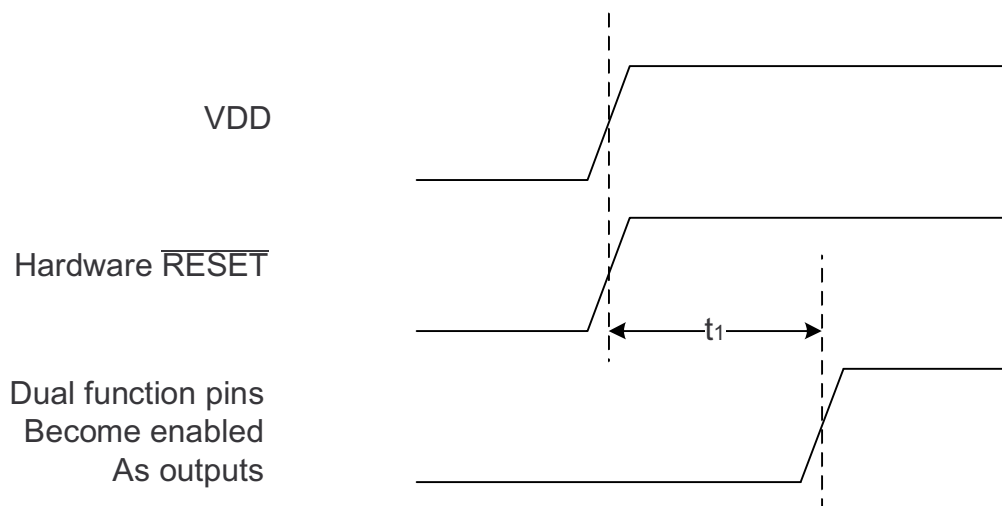 VDD
Hardware RESET
t1
Dual function pins
Become enabled
As outputs